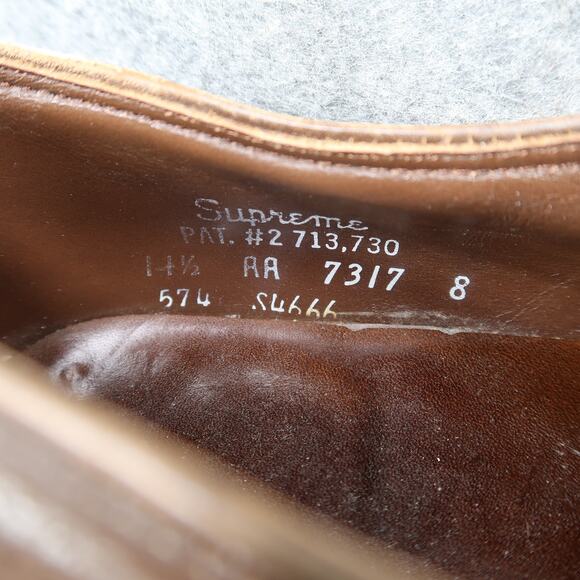 Supreme
PAT. #2 713,730
14½ AA 7317 8
574 S4666